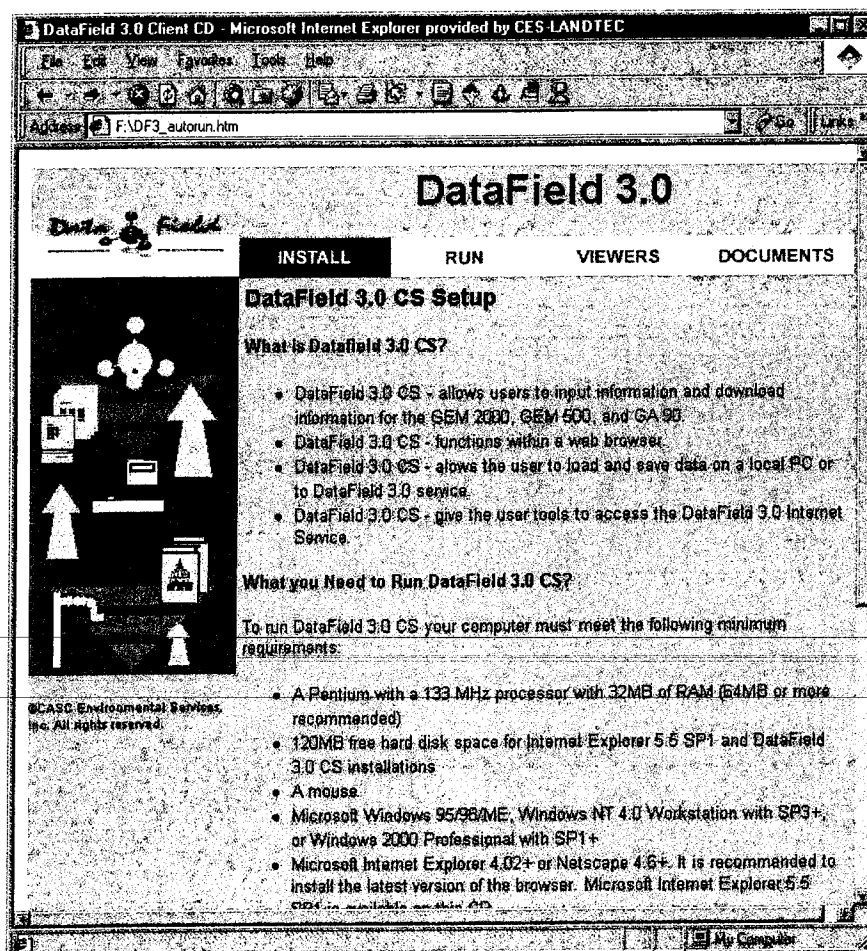 DataField 3.0 Client CD - Microsoft Internet Explorer provided by CES-LANDTEC
File Edit View Favorites Tools Help
Address F:\DF3_autorun.htm Go Links
DataField 3.0
Data Field
INSTALL RUN VIEWERS DOCUMENTS
DataField 3.0 CS Setup
What is Datafield 3.0 CS?
• DataField 3.0 CS - allows users to input information and download
information for the GEM 2000, GEM 500, and GA 90.
• DataField 3.0 CS - functions within a web browser.
• DataField 3.0 CS - alows the user to load and save data on a local PC or
to DataField 3.0 service.
• DataField 3.0 CS - give the user tools to access the DataField 3.0 Internet
Service.
What you Need to Run DataField 3.0 CS?
To run DataField 3.0 CS your computer must meet the following minimum
requirements:
• A Pentium with a 133 MHz processor with 32MB of RAM (64MB or more
recommended)
• 120MB free hard disk space for Internet Explorer 5.5 SP1 and DataField
3.0 CS installations
• A mouse.
• Microsoft Windows 95/98/ME, Windows NT 4.0 Workstation with SP3+,
or Windows 2000 Professional with SP1+
• Microsoft Internet Explorer 4.02+ or Netscape 4.6+. It is recommended to
install the latest version of the browser. Microsoft Internet Explorer 5.5
SP1 is available on this CD
©CASC Environmental Services,
Inc. All rights reserved.
My Computer